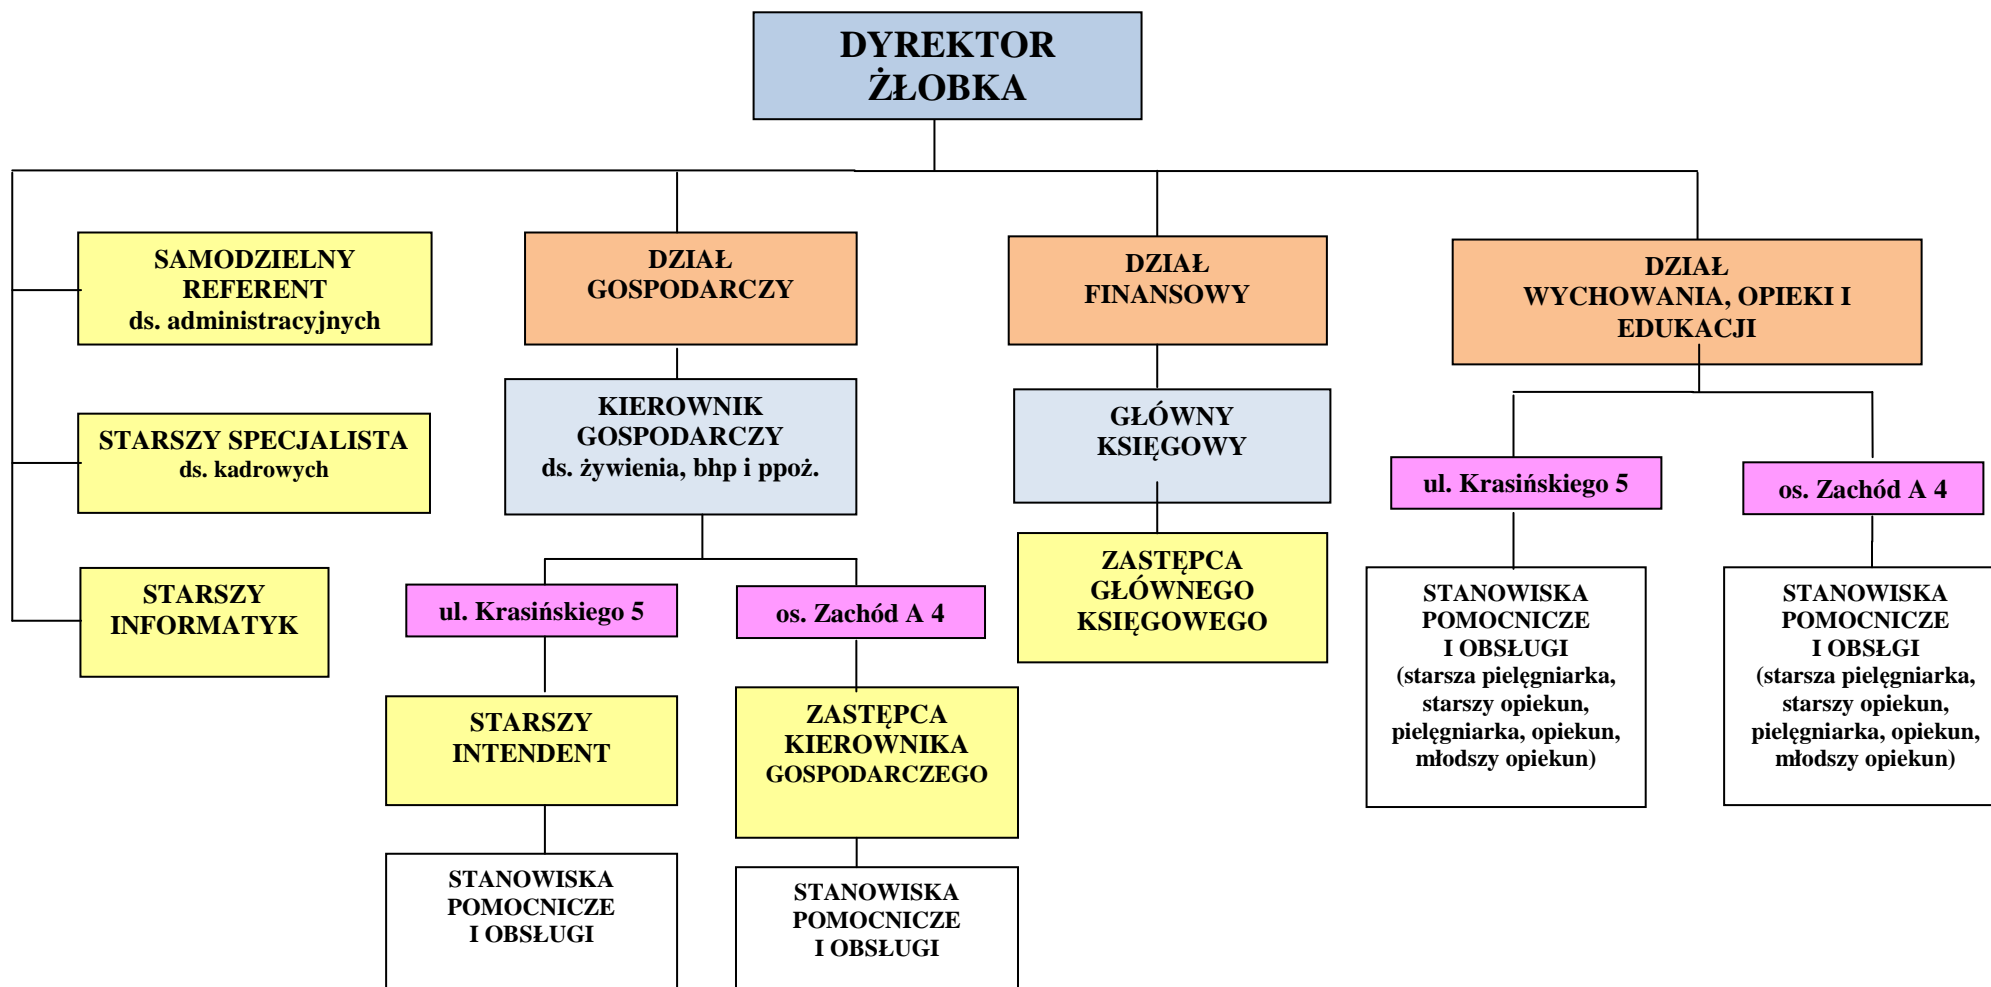 DYREKTOR
ŻŁOBKA
SAMODZIELNY
REFERENT
ds. administracyjnych
STARSZY SPECJALISTA
ds. kadrowych
STARSZY
INFORMATYK
DZIAŁ
GOSPODARCZY
KIEROWNIK
GOSPODARCZY
ds. żywienia, bhp i ppoż.
ul. Krasińskiego 5
STARSZY
INTENDENT
STANOWISKA
POMOCNICZE
I OBSŁUGI
os. Zachód A 4
ZASTĘPCA
KIEROWNIKA
GOSPODARCZEGO
STANOWISKA
POMOCNICZE
I OBSŁUGI
DZIAŁ
FINANSOWY
GŁÓWNY
KSIĘGOWY
ZASTĘPCA
GŁÓWNEGO
KSIĘGOWEGO
DZIAŁ
WYCHOWANIA, OPIEKI I
EDUKACJI
ul. Krasińskiego 5
STANOWISKA
POMOCNICZE
I OBSŁUGI
(starsza pielęgniarka,
starszy opiekun,
pielęgniarka, opiekun,
młodszy opiekun)
os. Zachód A 4
STANOWISKA
POMOCNICZE
I OBSŁGI
(starsza pielęgniarka,
starszy opiekun,
pielęgniarka, opiekun,
młodszy opiekun)